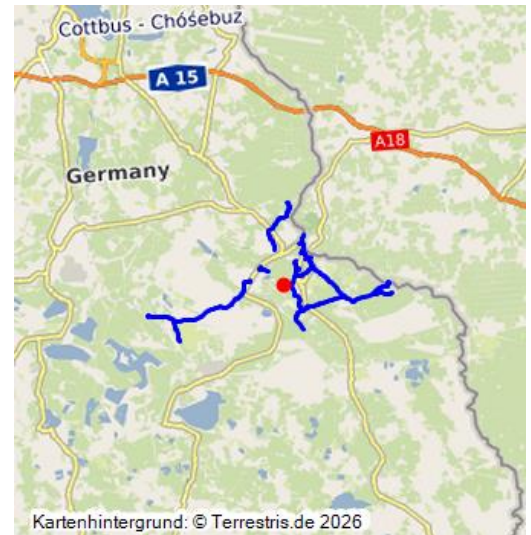 Cottbus - Chóśebuz
A 15
A18
Germany
Kartenhintergrund: © Terrestris.de 2026